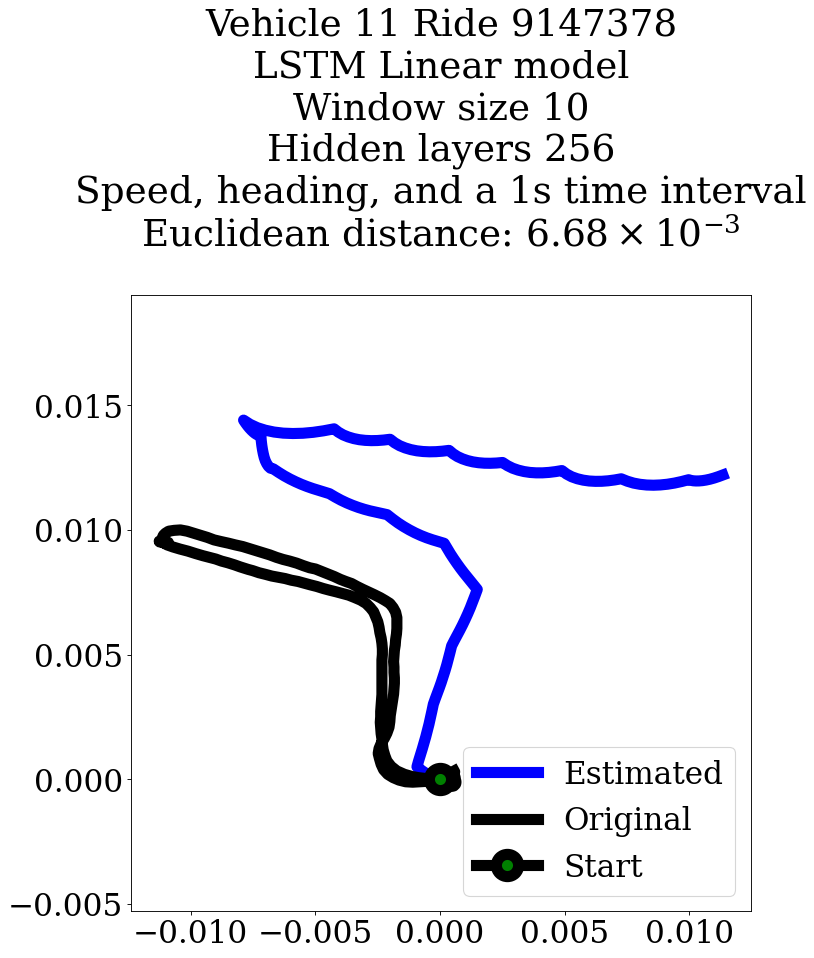 Vehicle 11 Ride 9147378
LSTM Linear model
Window size 10
Hidden layers 256
Speed, heading, and a 1s time interval
Euclidean distance: 6.68 × 10⁻³
0.015
0.010
0.005
0.000
−0.005
−0.010 −0.005 0.000 0.005 0.010
Estimated
Original
Start